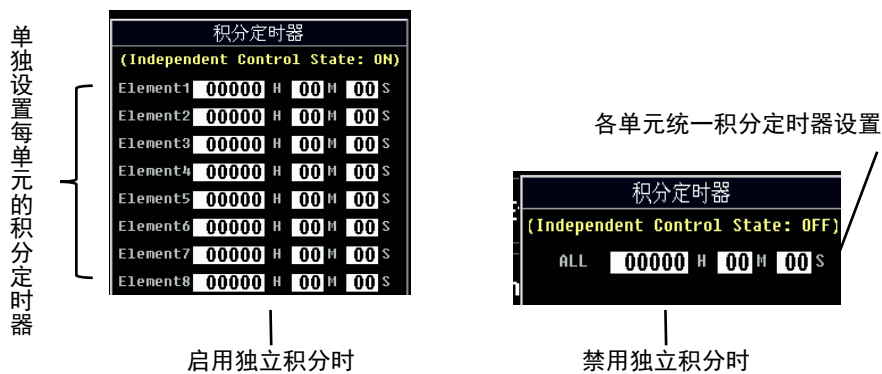 单独设置每单元的积分定时器
积分定时器
(Independent Control State: ON)
Element1 00000 H 00 M 00 S
Element2 00000 H 00 M 00 S
Element3 00000 H 00 M 00 S
Element4 00000 H 00 M 00 S
Element5 00000 H 00 M 00 S
Element6 00000 H 00 M 00 S
Element7 00000 H 00 M 00 S
Element8 00000 H 00 M 00 S
启用独立积分时
各单元统一积分定时器设置
积分定时器
(Independent Control State: OFF)
ALL 00000 H 00 M 00 S
禁用独立积分时